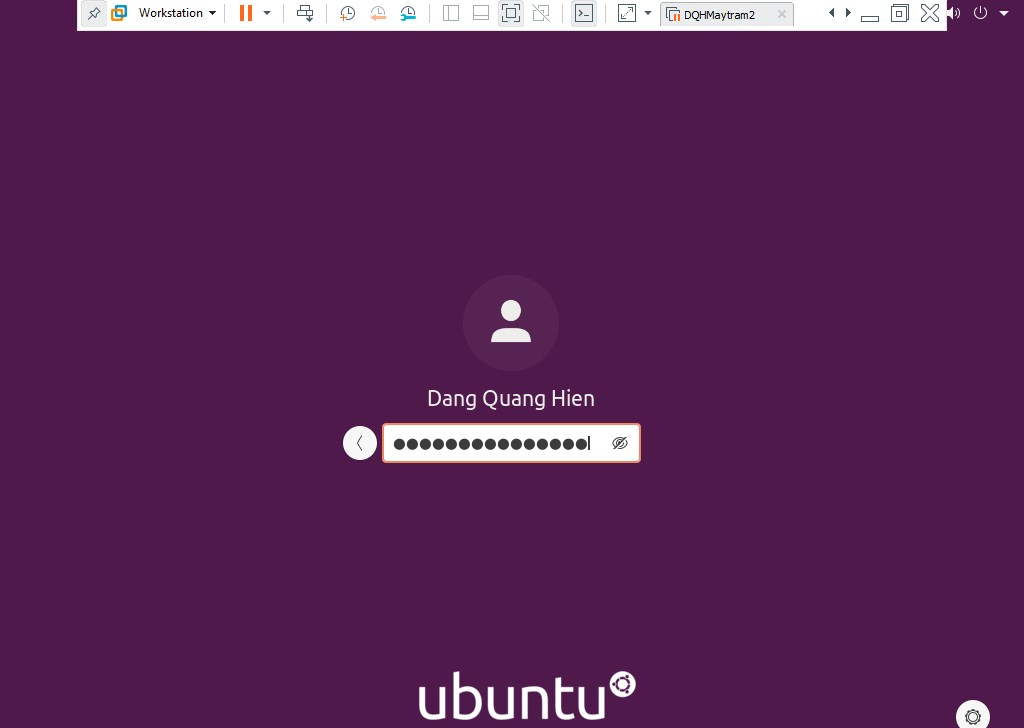 Workstation
DQHMaytram2
Dang Quang Hien
ubuntu